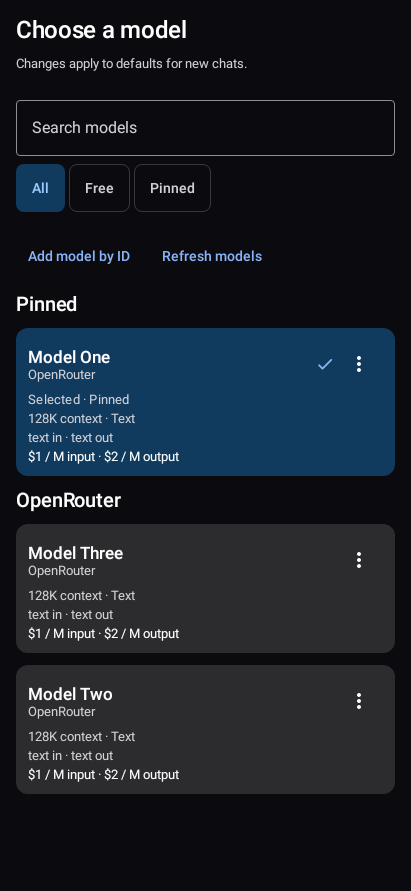 Choose a model
Changes apply to defaults for new chats.
Search models
All Free Pinned
Add model by ID Refresh models
Pinned
Model One
OpenRouter
Selected · Pinned
128K context · Text
text in · text out
$1 / M input · $2 / M output
OpenRouter
Model Three
OpenRouter
128K context · Text
text in · text out
$1 / M input · $2 / M output
Model Two
OpenRouter
128K context · Text
text in · text out
$1 / M input · $2 / M output